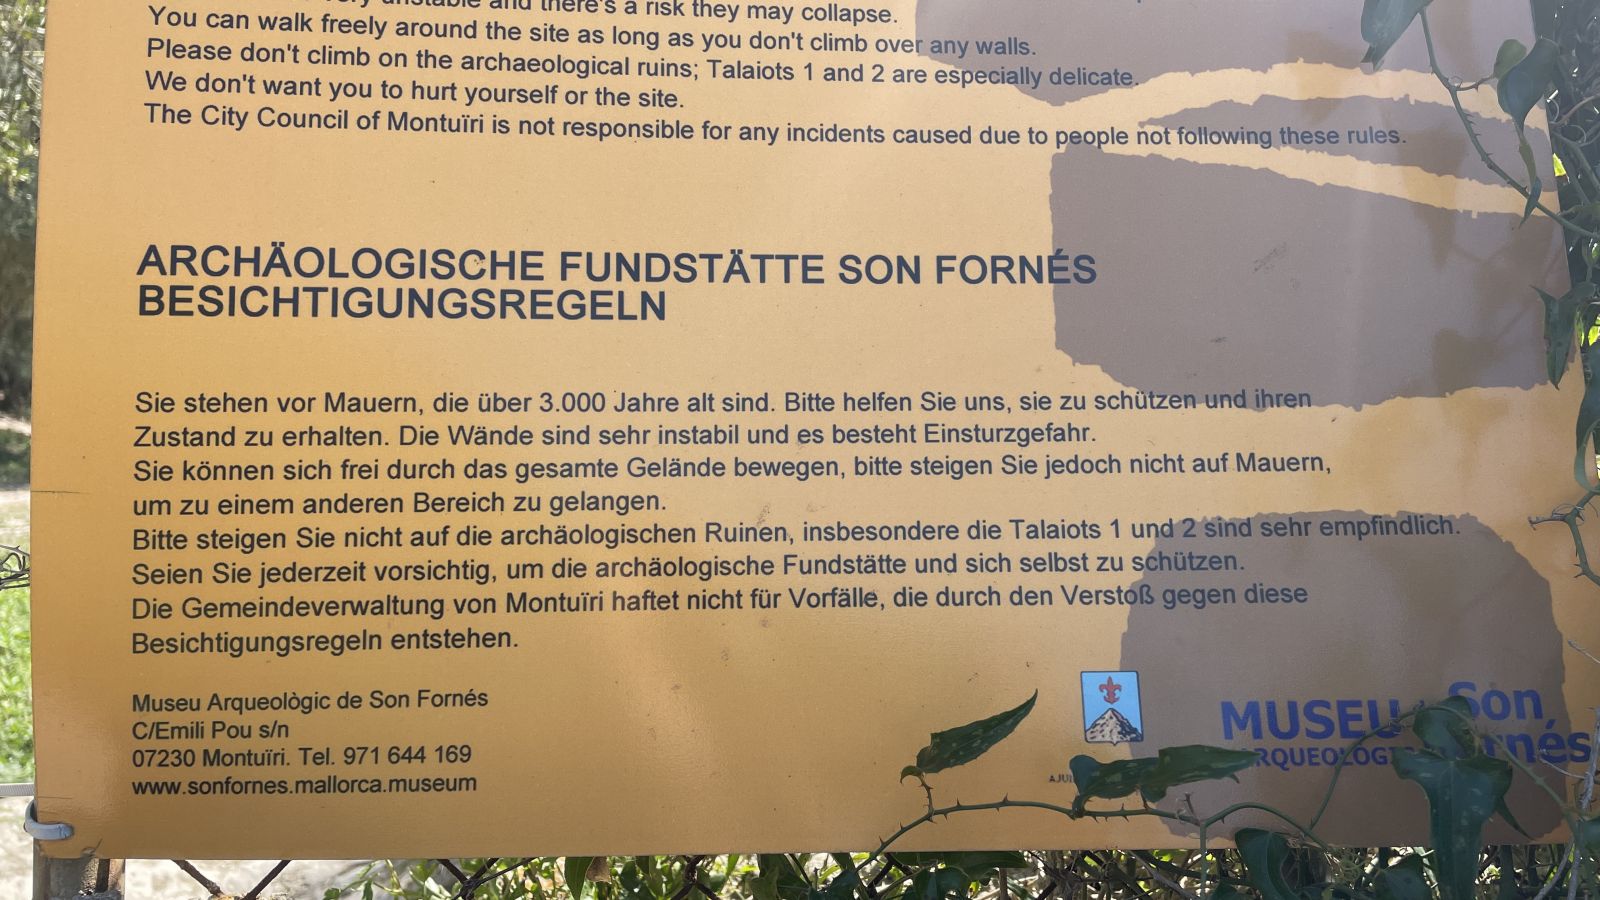 very unstable and there's a risk they may collapse.
You can walk freely around the site as long as you don't climb over any walls.
Please don't climb on the archaeological ruins; Talaiots 1 and 2 are especially delicate.
We don't want you to hurt yourself or the site.
The City Council of Montuïri is not responsible for any incidents caused due to people not following these rules.
ARCHÄOLOGISCHE FUNDSTÄTTE SON FORNÉS
BESICHTIGUNGSREGELN
Sie stehen vor Mauern, die über 3.000 Jahre alt sind. Bitte helfen Sie uns, sie zu schützen und ihren
Zustand zu erhalten. Die Wände sind sehr instabil und es besteht Einsturzgefahr.
Sie können sich frei durch das gesamte Gelände bewegen, bitte steigen Sie jedoch nicht auf Mauern,
um zu einem anderen Bereich zu gelangen.
Bitte steigen Sie nicht auf die archäologischen Ruinen, insbesondere die Talaiots 1 und 2 sind sehr empfindlich.
Seien Sie jederzeit vorsichtig, um die archäologische Fundstätte und sich selbst zu schützen.
Die Gemeindeverwaltung von Montuïri haftet nicht für Vorfälle, die durch den Verstoß gegen diese
Besichtigungsregeln entstehen.
Museu Arqueològic de Son Fornés
C/Emili Pou s/n
07230 Montuïri. Tel. 971 644 169
www.sonfornes.mallorca.museum
MUSEU Son